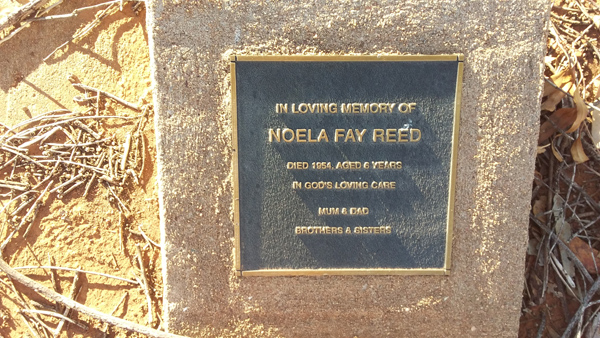 IN LOVING MEMORY OF
NOELA FAY REED
DIED 1954, AGED 6 YEARS
IN GOD'S LOVING CARE
MUM & DAD
BROTHERS & SISTERS